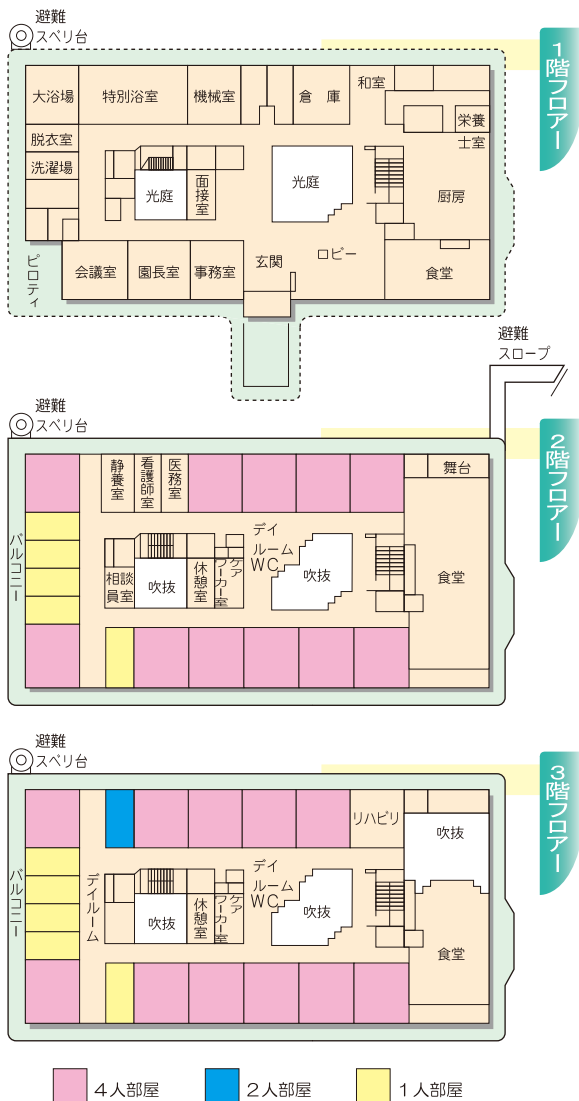 避難
スベリ台
1階フロアー
大浴場
特別浴室
機械室
倉 庫
和室
栄養
士室
脱衣室
洗濯場
光庭
面接室
光庭
厨房
ピロティ
会議室
園長室
事務室
玄関
ロビー
食堂
避難
スロープ
避難
スベリ台
2階フロアー
静養室
看護師室
医務室
舞台
バルコニー
デイ
ルーム
WC
相談
員室
吹抜
休憩室
ケア
ワーカー室
吹抜
食堂
避難
スベリ台
3階フロアー
リハビリ
吹抜
バルコニー
デイルーム
デイ
ルーム
WC
吹抜
休憩室
ケア
ワーカー室
吹抜
食堂
4人部屋
2人部屋
1人部屋